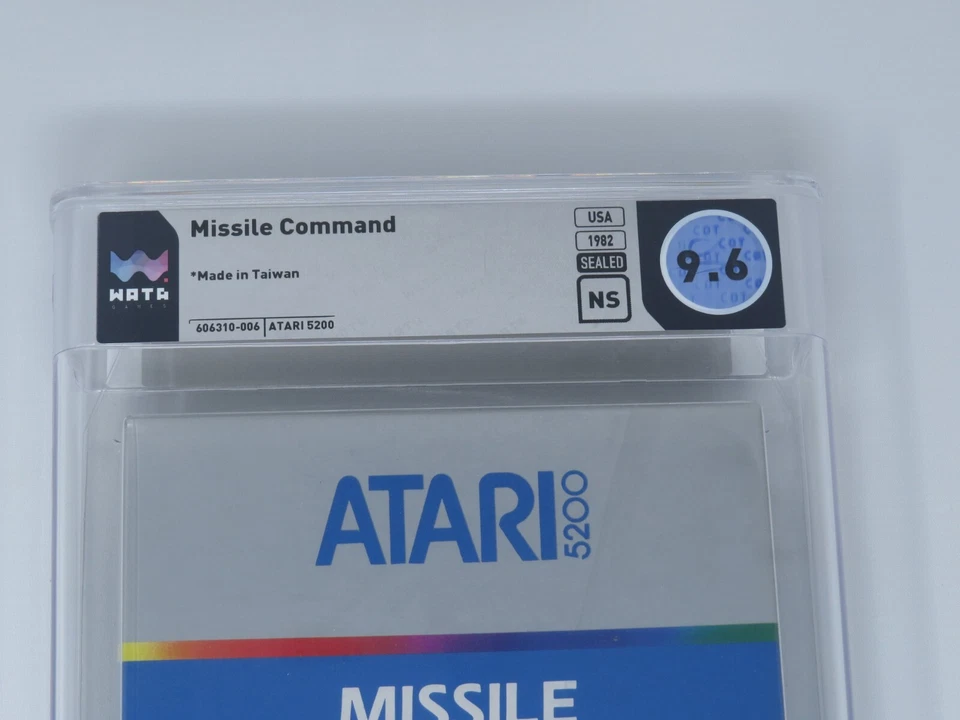 Missile Command
*Made in Taiwan
606310-006 ATARI 5200
WATA
GAMES
USA
1982
SEALED
NS
9.6
ATARI 5200
MISSILE